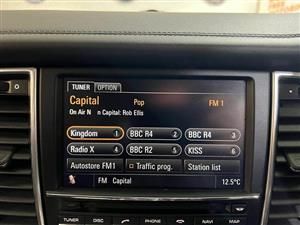 TUNER OPTION
Capital Pop FM 1
On Air N n Capital: Rob Ellis
Kingdom 1 BBC R4 2 BBC R4 3
Radio X 4 BBC R2 5 KISS 6
Autostore FM1 Traffic prog. Station list
FM Capital 12.5°C
TUNER DISC NAV MAP